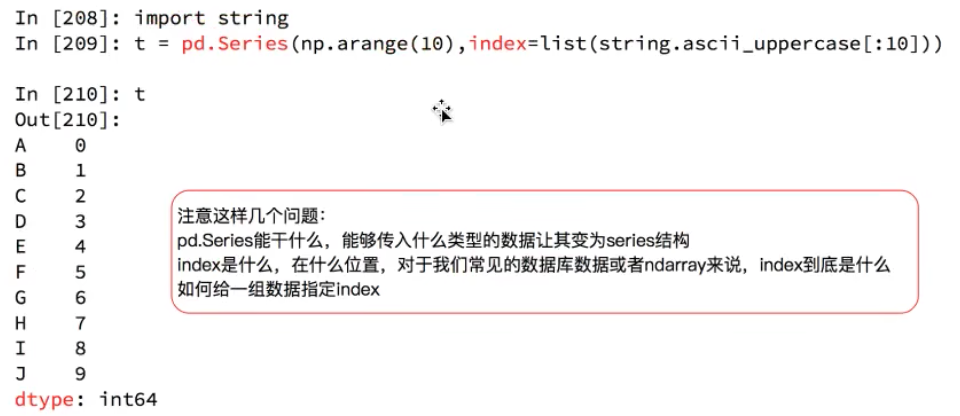 In [208]: import string
In [209]: t = pd.Series(np.arange(10),index=list(string.ascii_uppercase[:10]))
In [210]: t
Out[210]:
A 0
B 1
C 2
D 3
E 4
F 5
G 6
H 7
I 8
J 9
dtype: int64
注意这样几个问题：
pd.Series能干什么，能够传入什么类型的数据让其变为series结构
index是什么，在什么位置，对于我们常见的数据库数据或者ndarray来说，index到底是什么
如何给一组数据指定index